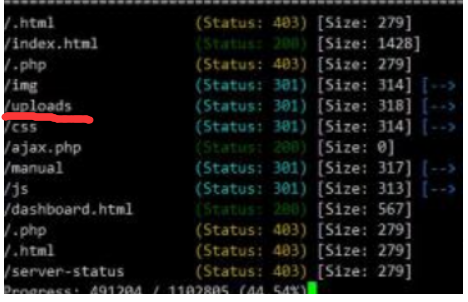 /.html (Status: 403) [Size: 279]
/index.html (Status: 200) [Size: 1428]
/.php (Status: 403) [Size: 279]
/img (Status: 301) [Size: 314] [-->
/uploads (Status: 301) [Size: 318] [-->
/css (Status: 301) [Size: 314] [-->
/ajax.php (Status: 200) [Size: 0]
/manual (Status: 301) [Size: 317] [-->
/js (Status: 301) [Size: 313] [-->
/dashboard.html (Status: 200) [Size: 567]
/.php (Status: 403) [Size: 279]
/.html (Status: 403) [Size: 279]
/server-status (Status: 403) [Size: 279]
Progress: 491204 / 1102805 (44.54%)